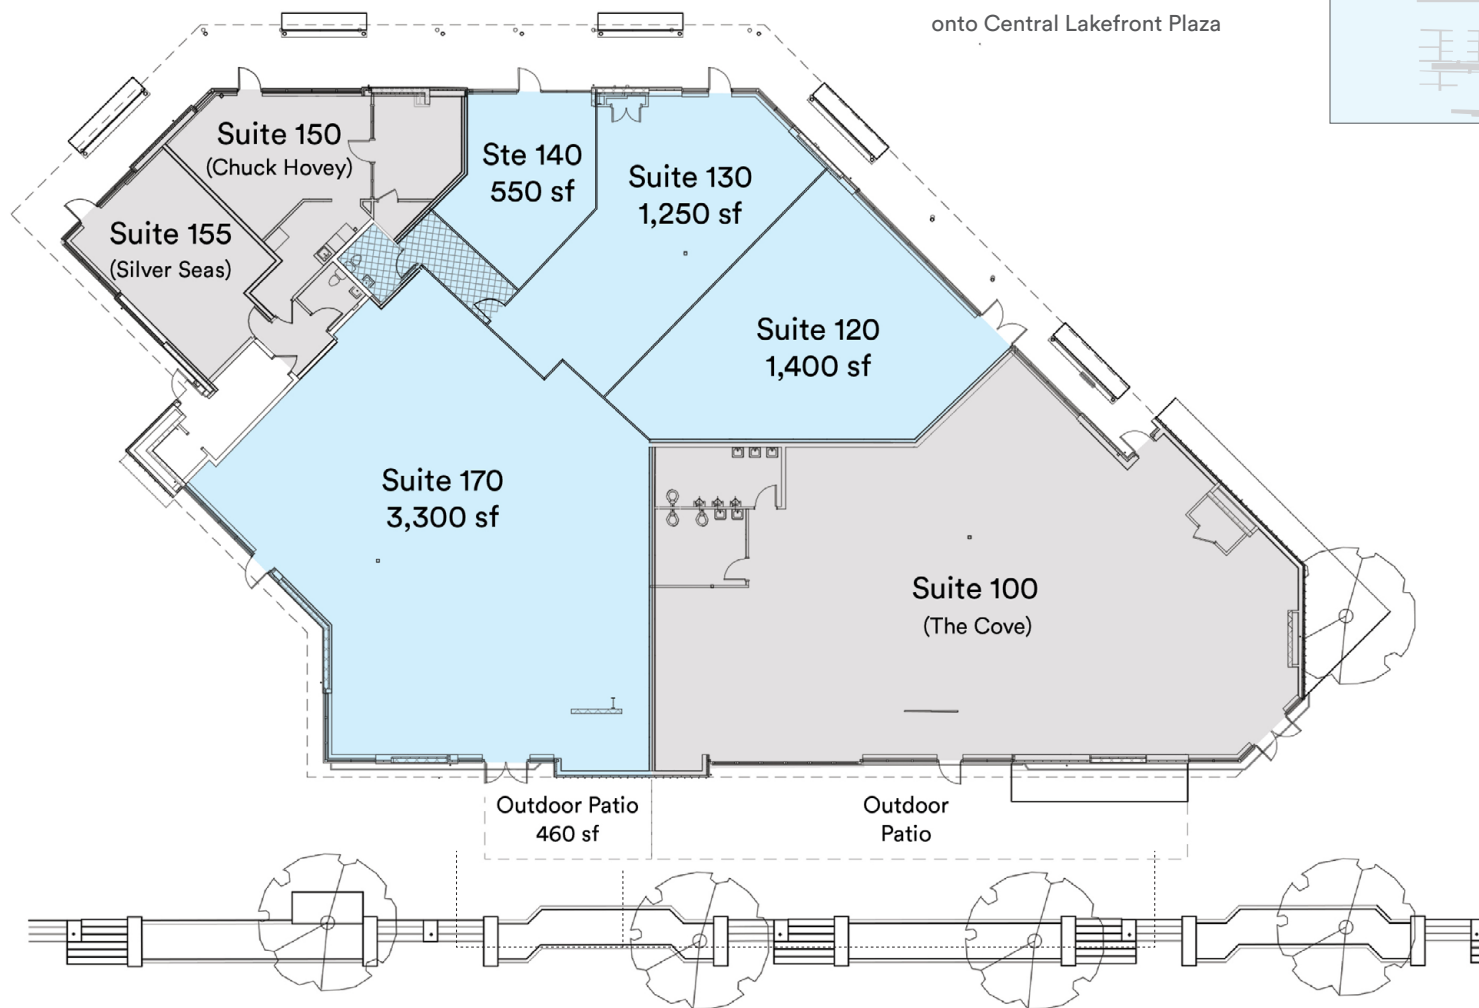 onto Central Lakefront Plaza
Suite 150
(Chuck Hovey)
Ste 140
550 sf
Suite 130
1,250 sf
Suite 155
(Silver Seas)
Suite 120
1,400 sf
Suite 170
3,300 sf
Suite 100
(The Cove)
Outdoor Patio
460 sf
Outdoor
Patio